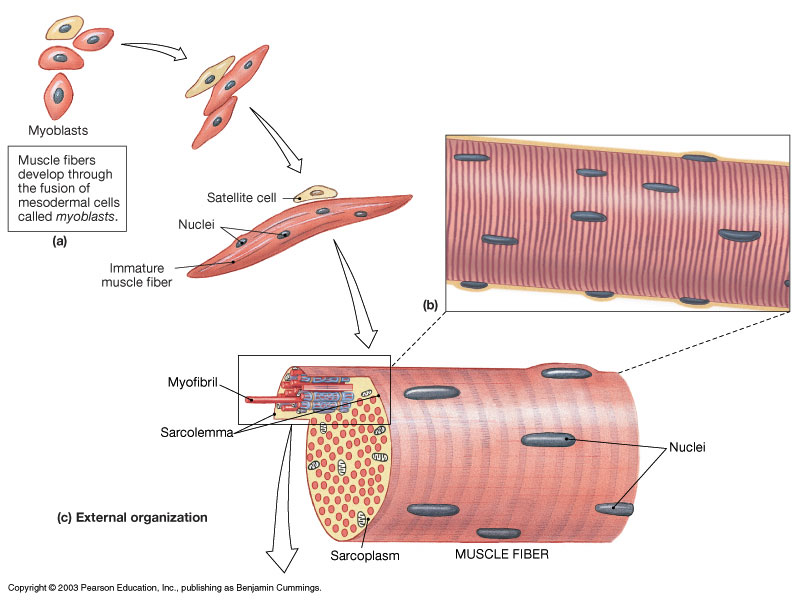 Myoblasts
Muscle fibers
develop through
the fusion of
mesodermal cells
called myoblasts.
(a)
Satellite cell
Nuclei
Immature
muscle fiber
(b)
Myofibril
Sarcolemma
Nuclei
(c) External organization
Sarcoplasm
MUSCLE FIBER
Copyright © 2003 Pearson Education, Inc., publishing as Benjamin Cummings.